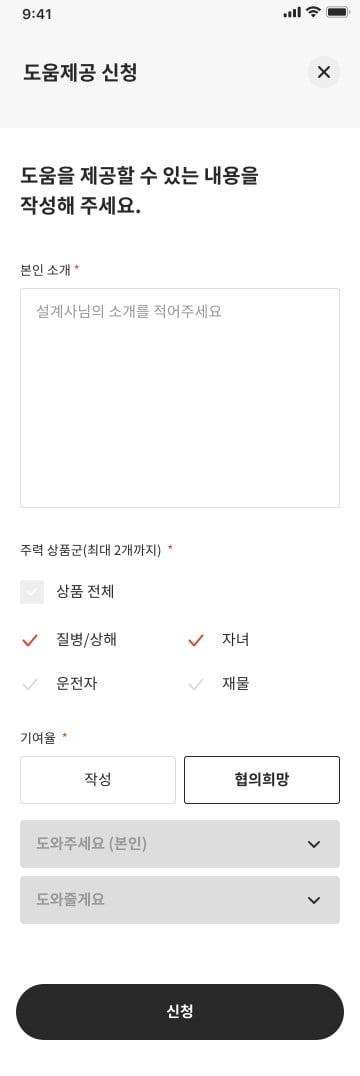 9:41
도움제공 신청
도움을 제공할 수 있는 내용을
작성해 주세요.
본인 소개 *
설계사님의 소개를 적어주세요
주력 상품군(최대 2개까지) *
상품 전체
질병/상해
자녀
운전자
재물
기여율 *
작성
협의희망
도와주세요 (본인)
도와줄게요
신청